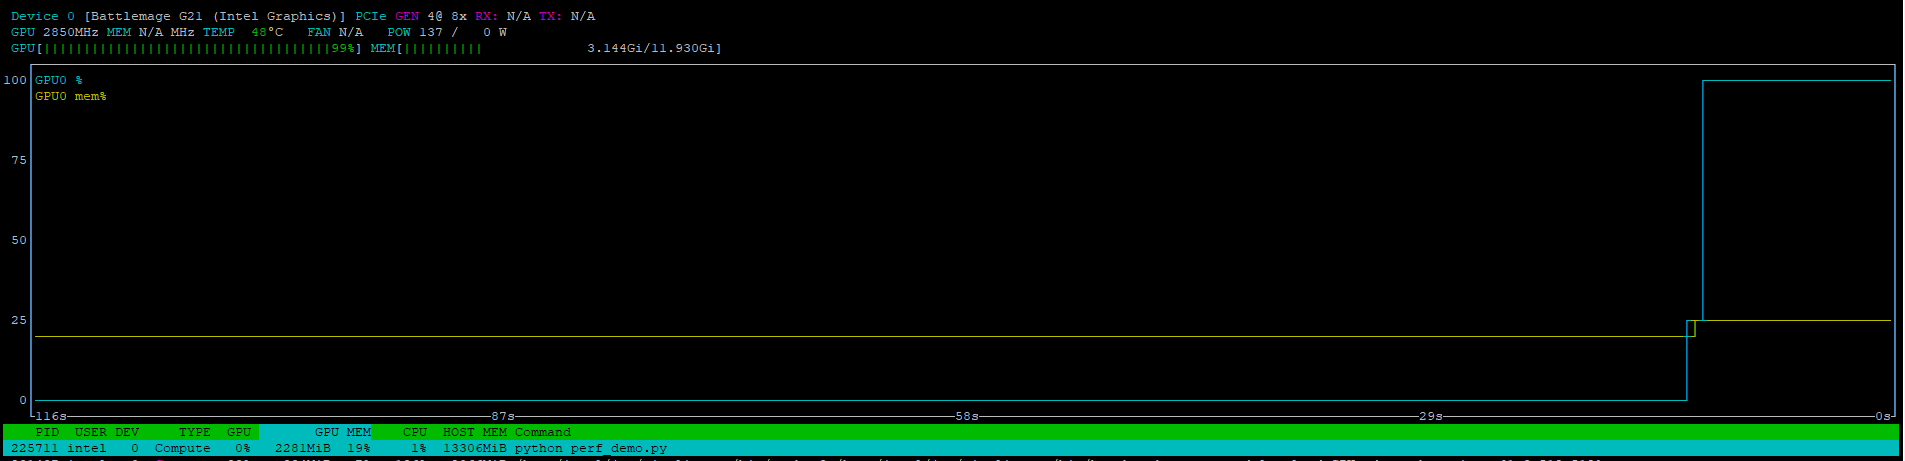 Device 0 [Battlemage G21 (Intel Graphics)] PCIe GEN 4@ 8x RX: N/A TX: N/A
GPU 2850MHz MEM N/A MHz TEMP 48°C FAN N/A POW 137 / 0 W
GPU[||||||||||||||||||||||||||||||||||||99%] MEM[|||||||||| 3.144Gi/11.930Gi]
100 GPU0 %
GPU0 mem%
75
50
25
0
116s 87s 58s 29s 0s
PID USER DEV TYPE GPU GPU MEM CPU HOST MEM Command
225711 intel 0 Compute 0% 2281MiB 19% 1% 13306MiB python perf_demo.py